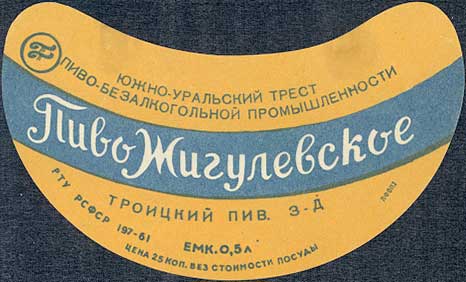 ЮЖНО-УРАЛЬСКИЙ ТРЕСТ
ПИВО-БЕЗАЛКОГОЛЬНОЙ ПРОМЫШЛЕННОСТИ
Пиво Жигулевское
ТРОИЦКИЙ ПИВ. З-Д
РТУ РСФСР 197-61
ЕМК. 0,5 л
ЦЕНА 25 КОП. БЕЗ СТОИМОСТИ ПОСУДЫ